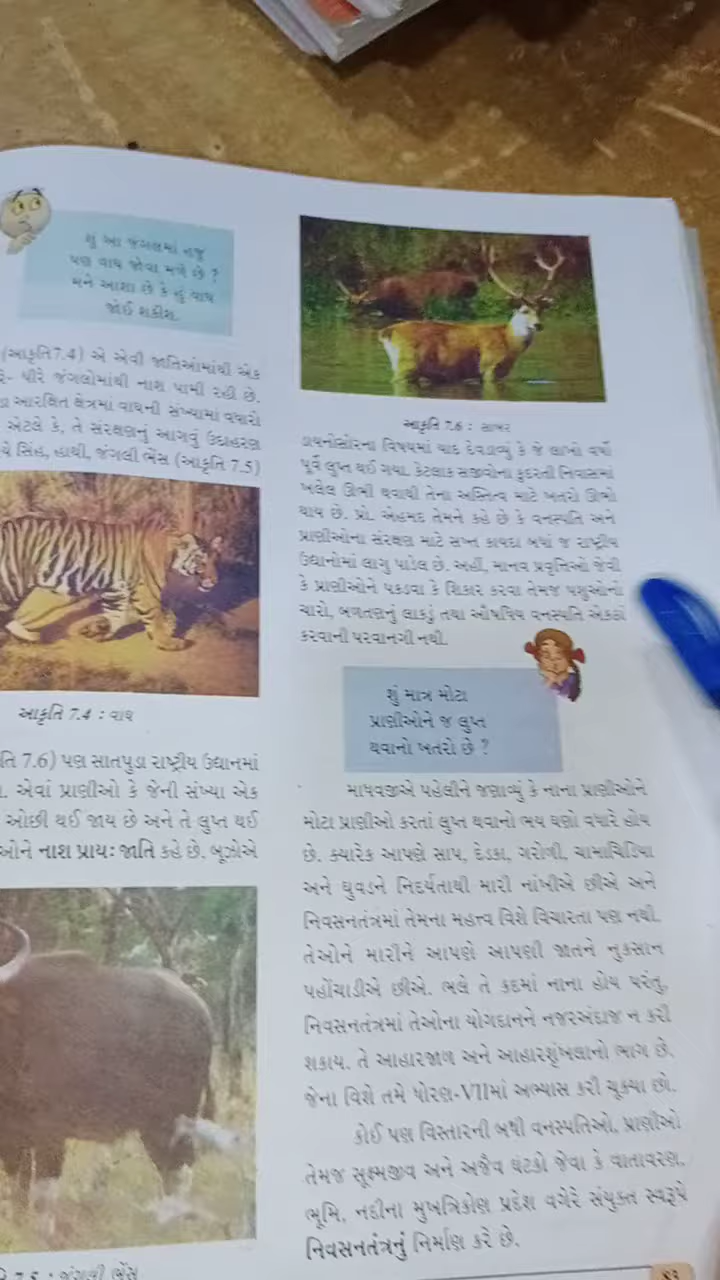 શું આ જંગલમાં હજુ
પણ વાઘ જોવા મળે છે ?
મને આશા છે કે હું વાઘ
જોઈ શકીશ.
(આકૃતિ 7.4) એ એવી જાતિઓમાંથી એક
ધીરે જંગલોમાંથી નાશ પામી રહી છે.
આરક્ષિત ક્ષેત્રમાં વાઘની સંખ્યામાં વધારો
એટલે કે, તે સંરક્ષણનું આગવું ઉદાહરણ
સિંહ, હાથી, જંગલી ભેંસ (આકૃતિ 7.5)
આકૃતિ 7.4 : વાઘ
7.6) પણ સાતપુડા રાષ્ટ્રીય ઉદ્યાનમાં
એવાં પ્રાણીઓ કે જેની સંખ્યા એક
ઓછી થઈ જાય છે અને તે લુપ્ત થઈ
નાશ પ્રાયઃ જાતિ કહે છે. બૂઝોએ
7.5 : જંગલી ભેંસ
આકૃતિ 7.6 : સાબર
ડાયનોસોરના વિષયમાં યાદ દેવડાવ્યું કે જે લાખો વર્ષો
પૂર્વે લુપ્ત થઈ ગયા. કેટલાક સજીવોના કુદરતી નિવાસમાં
ખલેલ ઊભી થવાથી તેના અસ્તિત્વ માટે ખતરો ઊભો
થાય છે. પ્રો. એહમદ તેમને કહે છે કે વનસ્પતિ અને
પ્રાણીઓના સંરક્ષણ માટે સખ્ત કાયદા બધાં જ રાષ્ટ્રીય
ઉદ્યાનોમાં લાગુ પાડેલ છે. અહીં, માનવ પ્રવૃત્તિઓ જેવી
કે પ્રાણીઓને પકડવા કે શિકાર કરવા તેમજ પશુઓનો
ચારો, બળતણનું લાકડું તથા ઔષધિય વનસ્પતિ એકઠાં
કરવાની પરવાનગી નથી.
શું માત્ર મોટા
પ્રાણીઓને જ લુપ્ત
થવાનો ખતરો છે ?
માધવજીએ પહેલીને જણાવ્યું કે નાના પ્રાણીઓને
મોટા પ્રાણીઓ કરતાં લુપ્ત થવાનો ભય ઘણો વધારે હોય
છે. ક્યારેક આપણે સાપ, દેડકા, ગરોળી, ચામાચિડિયા
અને ઘુવડને નિર્દયતાથી મારી નાંખીએ છીએ અને
નિવસનતંત્રમાં તેમના મહત્ત્વ વિશે વિચારતા પણ નથી.
તેઓને મારીને આપણે આપણી જાતને નુકસાન
પહોંચાડીએ છીએ. ભલે તે કદમાં નાના હોય પરંતુ,
નિવસનતંત્રમાં તેઓના યોગદાનને નજરઅંદાજ ન કરી
શકાય. તે આહારજાળ અને આહારશૃંખલાનો ભાગ છે.
જેના વિશે તમે ધોરણ-VIIમાં અભ્યાસ કરી ચૂક્યા છો.
કોઈ પણ વિસ્તારની બધી વનસ્પતિઓ, પ્રાણીઓ
તેમજ સૂક્ષ્મજીવ અને અજૈવ ઘટકો જેવા કે વાતાવરણ,
ભૂમિ, નદીના મુખત્રિકોણ પ્રદેશ વગેરે સંયુક્ત સ્વરૂપે
નિવસનતંત્રનું નિર્માણ કરે છે.